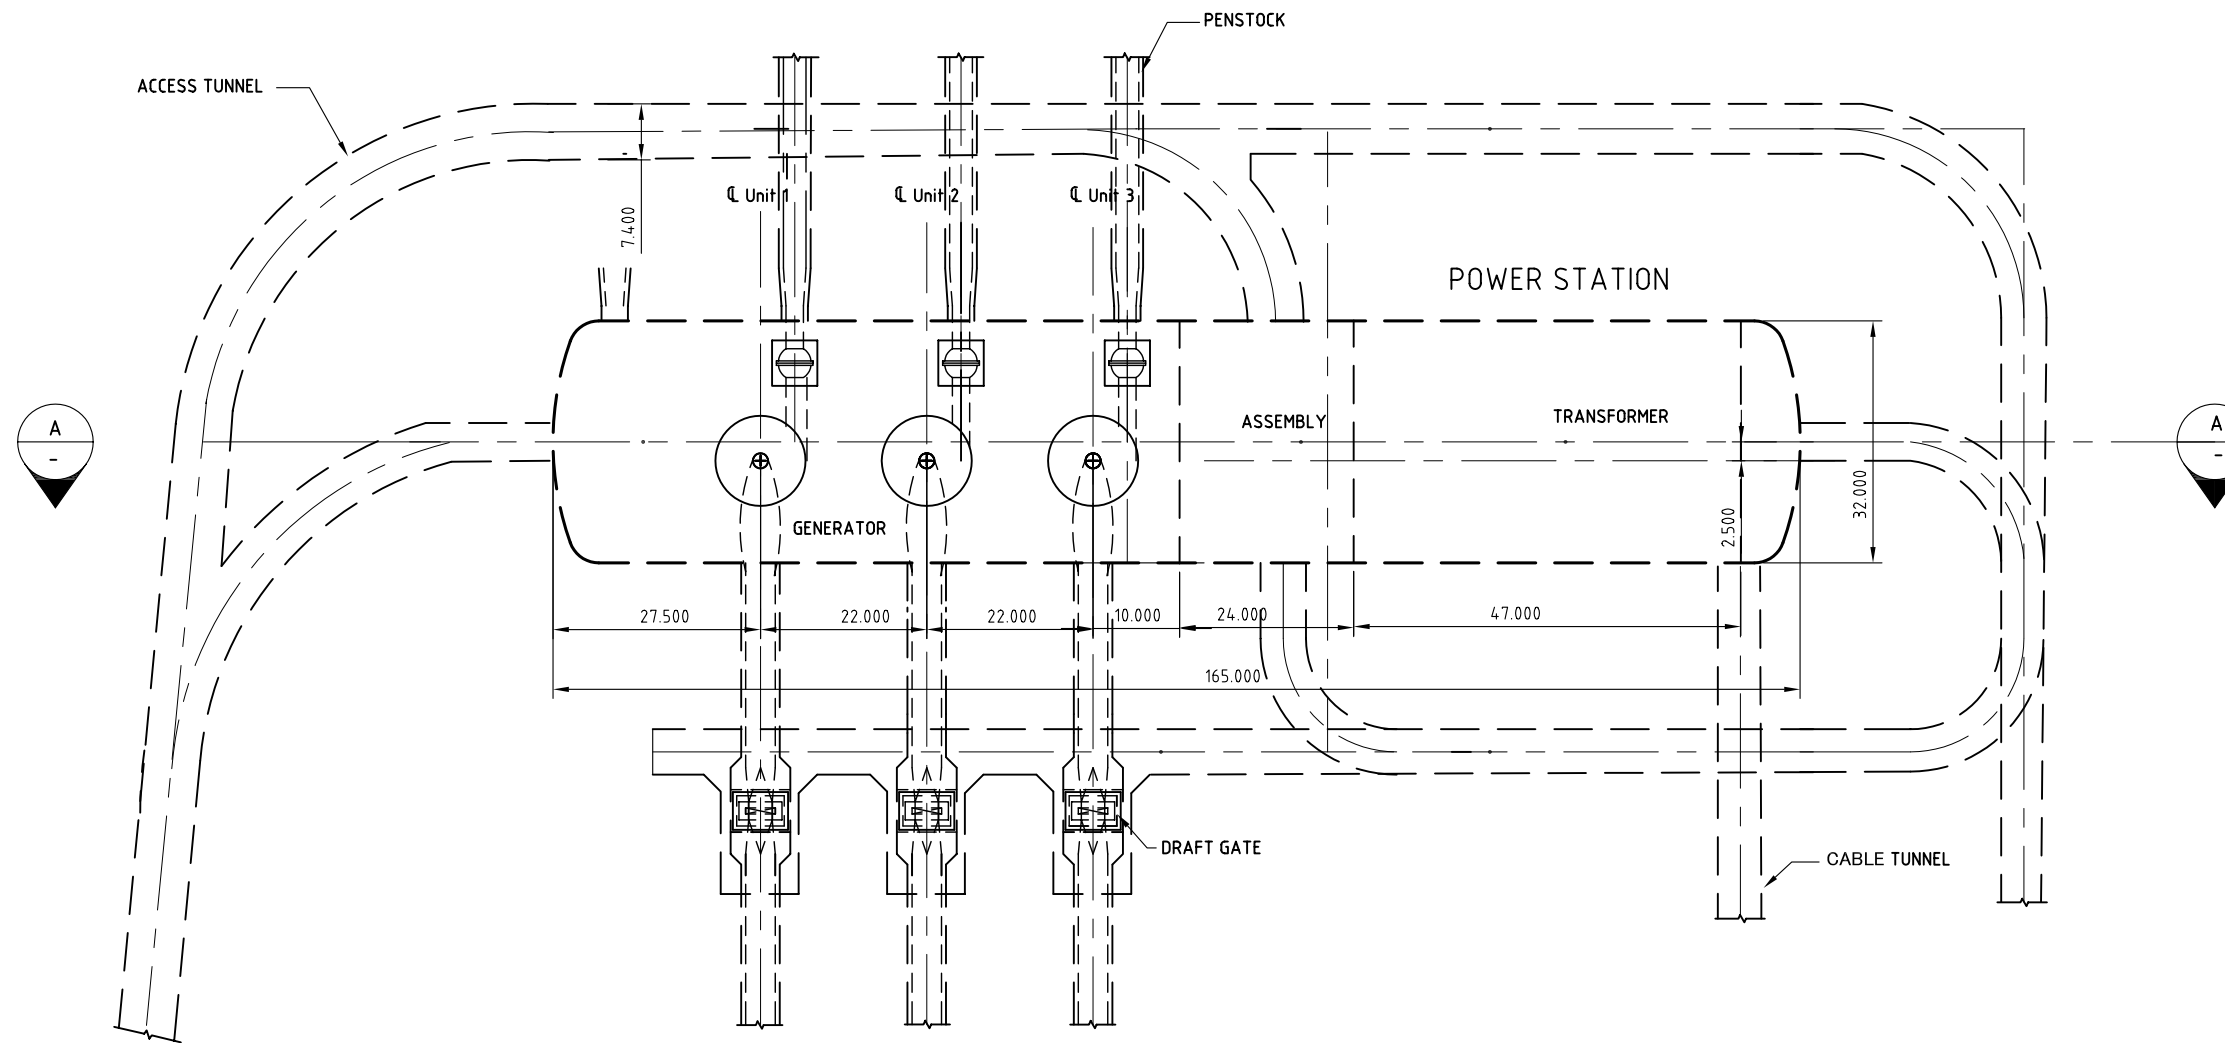 PENSTOCK
ACCESS TUNNEL
℄ Unit 1
℄ Unit 2
℄ Unit 3
7.400
POWER STATION
A
-
ASSEMBLY
TRANSFORMER
A
-
32.000
2.500
GENERATOR
27.500
22.000
22.000
10.000
24.000
47.000
165.000
DRAFT GATE
CABLE TUNNEL